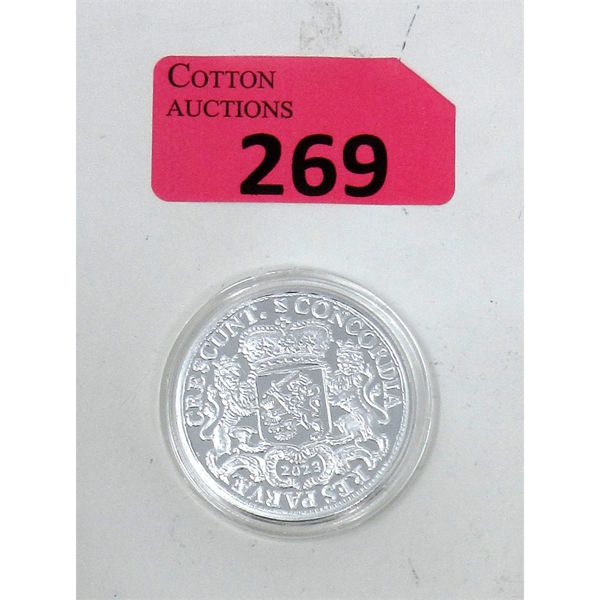 COTTON
AUCTIONS
269
CONCORDIA
RES PARVÆ
CRESCUNT.
2023